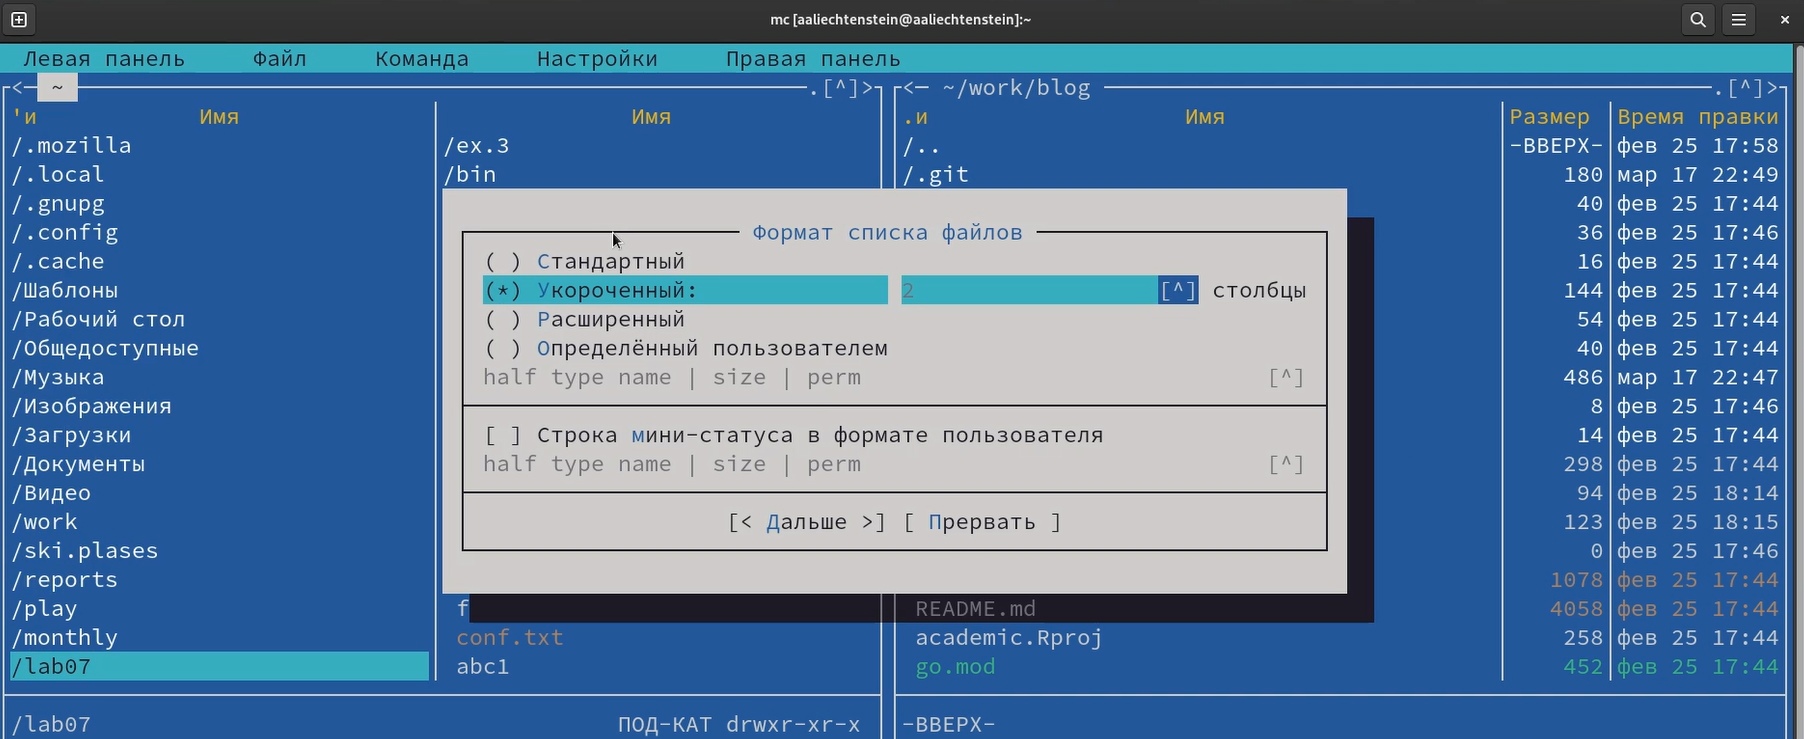 mc [aaliechtenstein@aaliechtenstein]:~
Левая панель Файл Команда Настройки Правая панель
<─ ~ .[^]> <─ ~/work/blog .[^]>
'и Имя Имя .и Имя Размер Время правки
/.mozilla /ex.3 /.. -ВВЕРХ- фев 25 17:58
/.local /bin /.git 180 мар 17 22:49
/.gnupg 40 фев 25 17:44
/.config Формат списка файлов 36 фев 25 17:46
/.cache ( ) Стандартный 16 фев 25 17:44
/Шаблоны (*) Укороченный: 2 [^] столбцы 144 фев 25 17:44
/Рабочий стол ( ) Расширенный 54 фев 25 17:44
/Общедоступные ( ) Определённый пользователем 40 фев 25 17:44
/Музыка half type name | size | perm [^] 486 мар 17 22:47
/Изображения 8 фев 25 17:46
/Загрузки [ ] Строка мини-статуса в формате пользователя 14 фев 25 17:44
/Документы half type name | size | perm [^] 298 фев 25 17:44
/Видео 94 фев 25 18:14
/work [< Дальше >] [ Прервать ] 123 фев 25 18:15
/ski.plases 0 фев 25 17:46
/reports 1078 фев 25 17:44
/play f README.md 4058 фев 25 17:44
/monthly conf.txt academic.Rproj 258 фев 25 17:44
/lab07 abc1 go.mod 452 фев 25 17:44
/lab07 ПОД-КАТ drwxr-xr-x -ВВЕРХ-